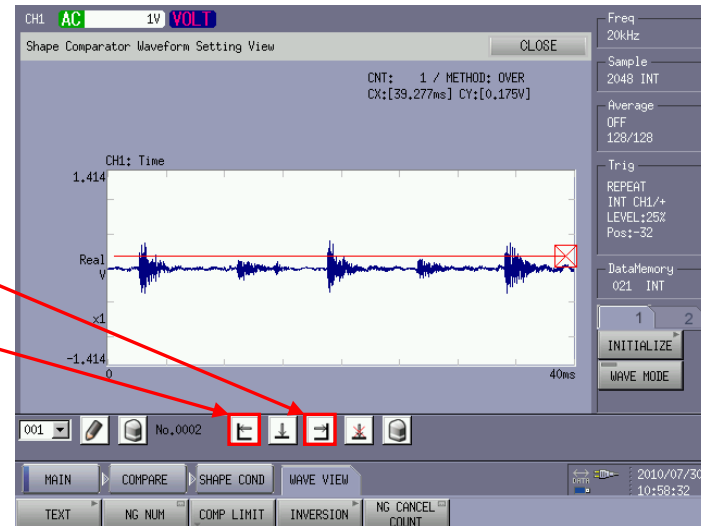 CH1 AC 1V VOLT
Shape Comparator Waveform Setting View CLOSE
CNT: 1 / METHOD: OVER
CX:[39.277ms] CY:[0.175V]
CH1: Time
1.414
Real
V
x1
-1.414
0 40ms
Freq
20kHz
Sample
2048 INT
Average
OFF
128/128
Trig
REPEAT
INT CH1/+
LEVEL:25%
Pos:-32
DataMemory
021 INT
1 2
INITIALIZE
WAVE MODE
001 No.0002
MAIN COMPARE SHAPE COND WAVE VIEW
DATA
2010/07/30
10:58:32
TEXT NG NUM COMP LIMIT INVERSION NG CANCEL
COUNT